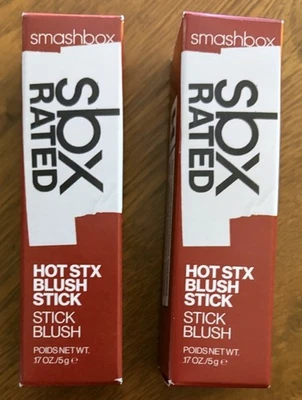 smashbox
sbx
RATED
HOT STX
BLUSH
STICK
STICK
BLUSH
POIDS NET WT.
.17 OZ./5g e
smashbox
sbx
RATED
HOT STX
BLUSH
STICK
STICK
BLUSH
POIDS NET WT.
.17 OZ./5g e